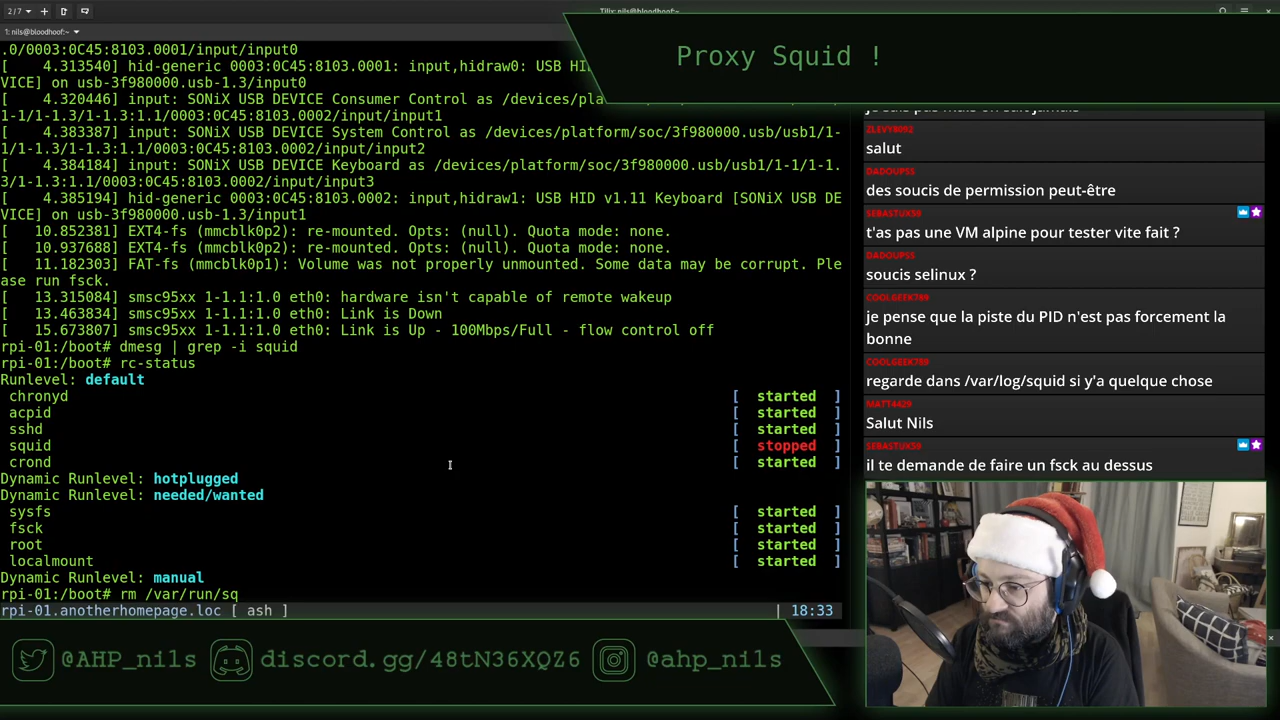 2/7
Tilix: nils@bloodhoof:~
1: nils@bloodhoof:~
Proxy Squid !
.0/0003:0C45:8103.0001/input/input0
[    4.313540] hid-generic 0003:0C45:8103.0001: input,hidraw0: USB HI
VICE] on usb-3f980000.usb-1.3/input0
[    4.320446] input: SONiX USB DEVICE Consumer Control as /devices/pla
1-1/1-1.3/1-1.3:1.1/0003:0C45:8103.0002/input/input1
[    4.383387] input: SONiX USB DEVICE System Control as /devices/platform/soc/3f980000.usb/usb1/1-
1/1-1.3/1-1.3:1.1/0003:0C45:8103.0002/input/input2
[    4.384184] input: SONiX USB DEVICE Keyboard as /devices/platform/soc/3f980000.usb/usb1/1-1/1-1.
3/1-1.3:1.1/0003:0C45:8103.0002/input/input3
[    4.385194] hid-generic 0003:0C45:8103.0002: input,hidraw1: USB HID v1.11 Keyboard [SONiX USB DE
VICE] on usb-3f980000.usb-1.3/input1
[   10.852381] EXT4-fs (mmcblk0p2): re-mounted. Opts: (null). Quota mode: none.
[   10.937688] EXT4-fs (mmcblk0p2): re-mounted. Opts: (null). Quota mode: none.
[   11.182303] FAT-fs (mmcblk0p1): Volume was not properly unmounted. Some data may be corrupt. Ple
ase run fsck.
[   13.315084] smsc95xx 1-1.1:1.0 eth0: hardware isn't capable of remote wakeup
[   13.463834] smsc95xx 1-1.1:1.0 eth0: Link is Down
[   15.673807] smsc95xx 1-1.1:1.0 eth0: Link is Up - 100Mbps/Full - flow control off
rpi-01:/boot# dmesg | grep -i squid
rpi-01:/boot# rc-status
Runlevel: default
chronyd [ started ]
acpid [ started ]
sshd [ started ]
squid [ stopped ]
crond [ started ]
Dynamic Runlevel: hotplugged
Dynamic Runlevel: needed/wanted
sysfs [ started ]
fsck [ started ]
root [ started ]
localmount [ started ]
Dynamic Runlevel: manual
rpi-01:/boot# rm /var/run/sq
rpi-01.anotherhomepage.loc [ ash ] | 18:33
ZLEVY8092
salut
DADOUPSS
des soucis de permission peut-être
SEBASTUX59
t'as pas une VM alpine pour tester vite fait ?
DADOUPSS
soucis selinux ?
COOLGEEK789
je pense que la piste du PID n'est pas forcement la
bonne
COOLGEEK789
regarde dans /var/log/squid si y'a quelque chose
MATT4429
Salut Nils
SEBASTUX59
il te demande de faire un fsck au dessus
@AHP_nils
discord.gg/48tN36XQZ6
@ahp_nils